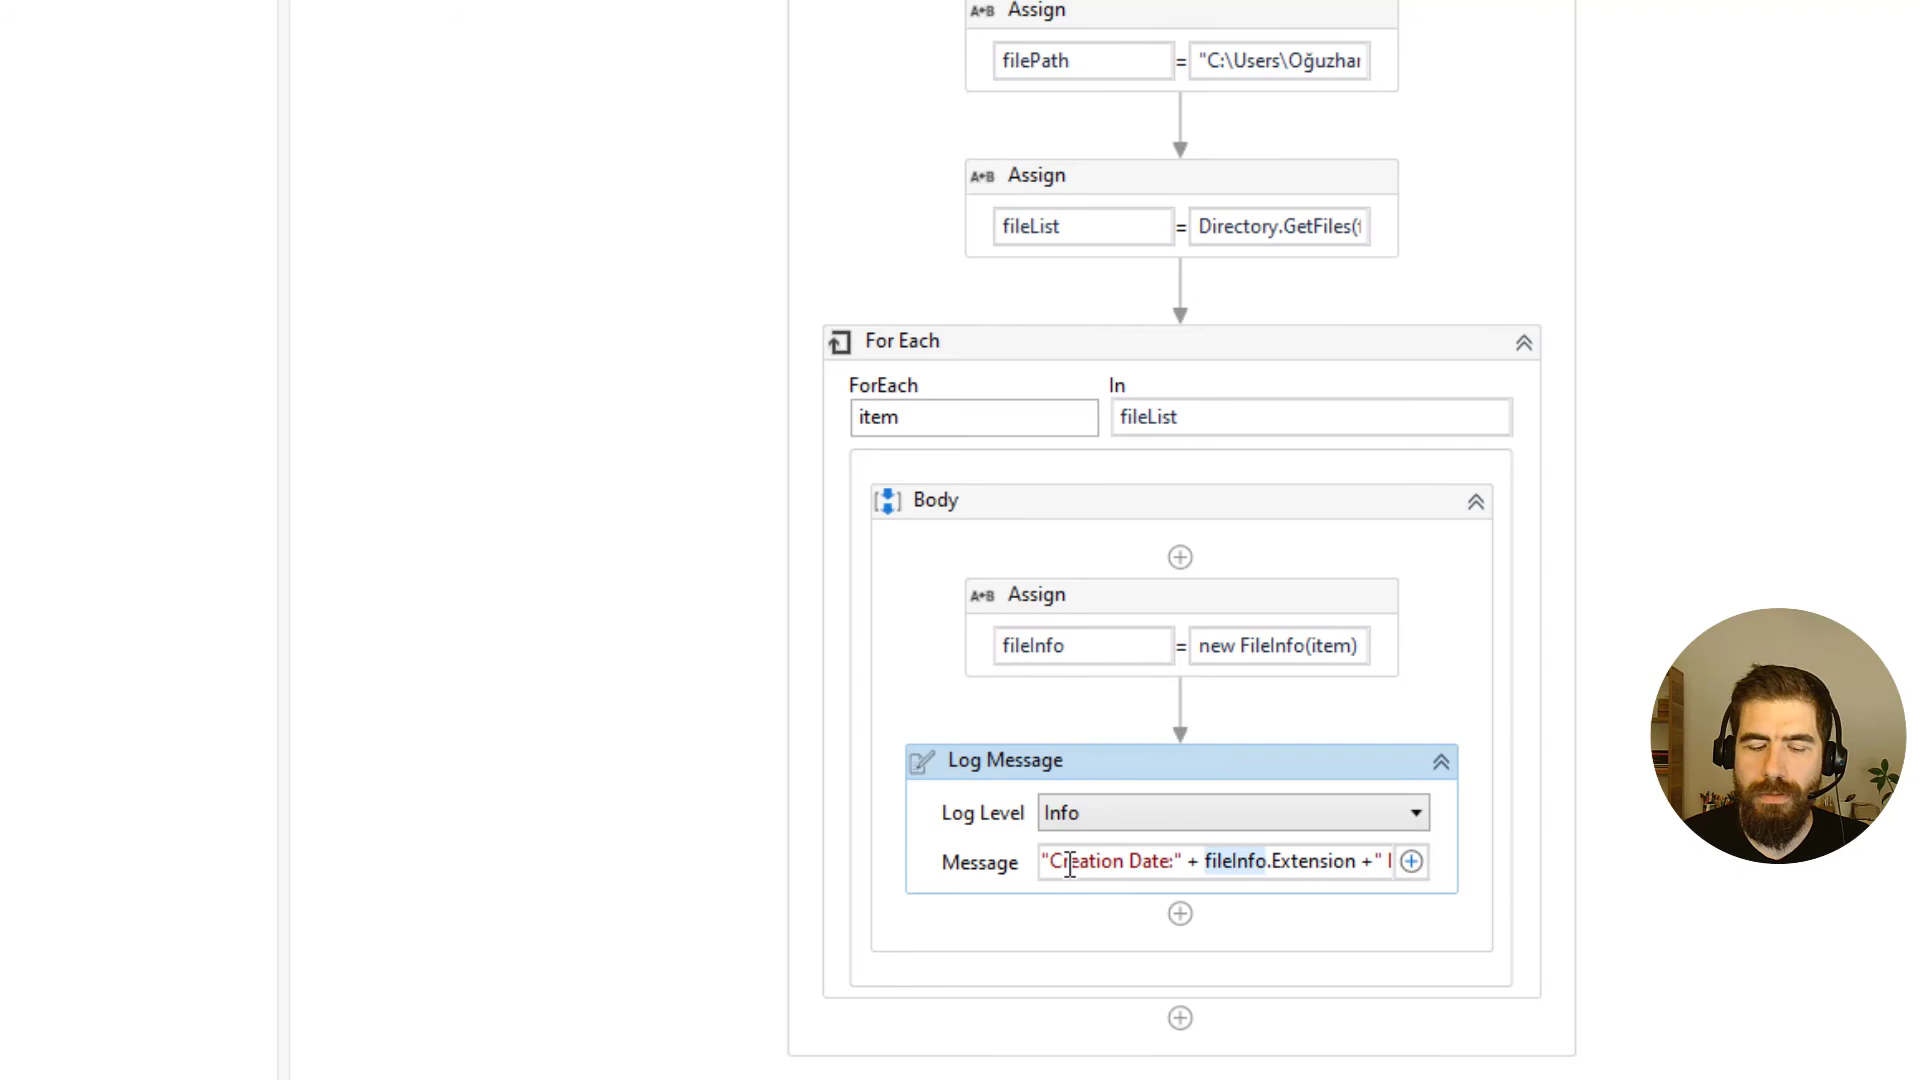 A+B Assign
filePath = "C:\Users\Oğuzhan
A+B Assign
fileList = Directory.GetFiles(f
For Each
ForEach In
item fileList
Body
A+B Assign
fileInfo = new FileInfo(item)
Log Message
Log Level Info
Message "Creation Date:" + fileInfo.Extension +" l